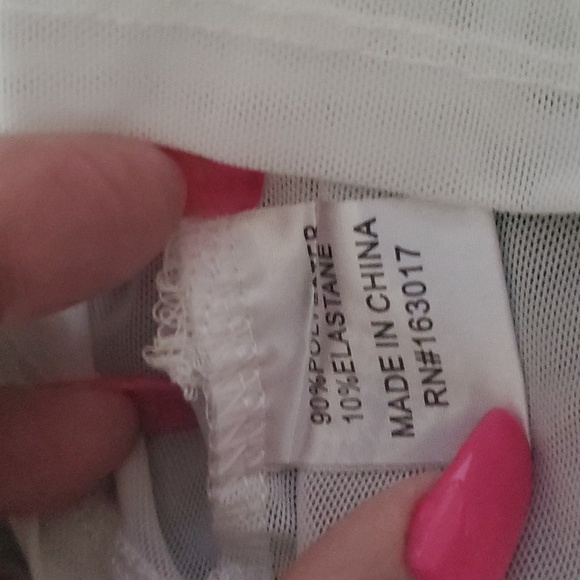 90%POLYESTER
10%ELASTANE
MADE IN CHINA
RN#163017